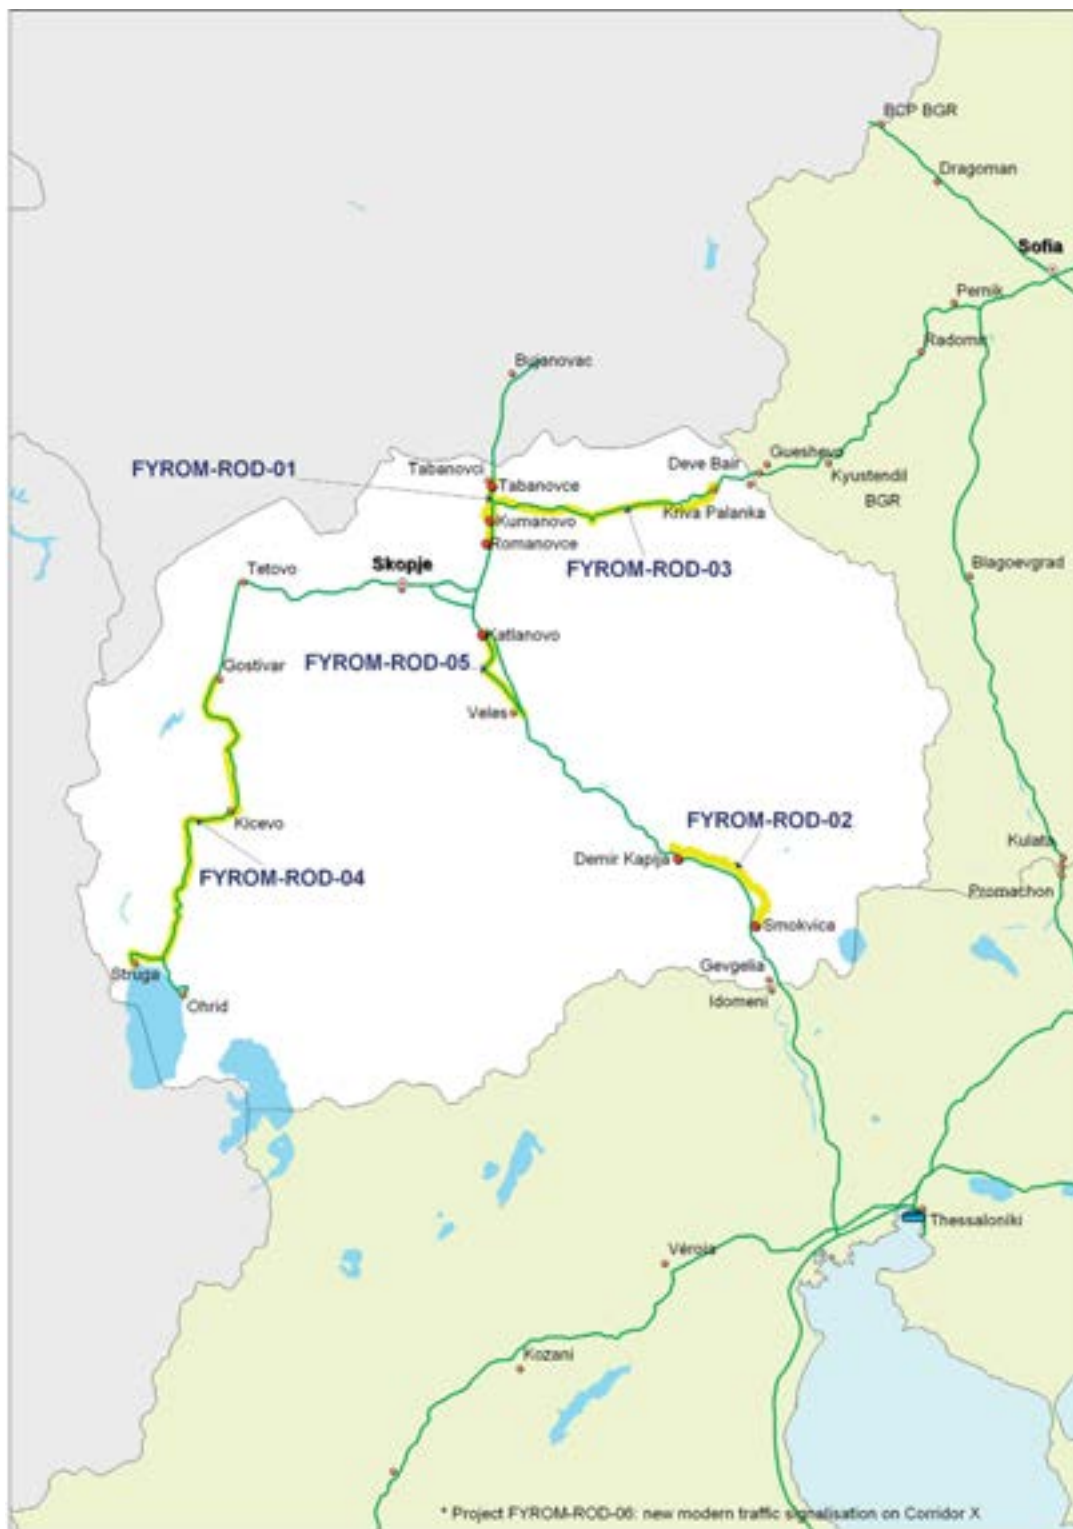 BCP BGR
Dragoman
Sofia
Pernik
Radomir
Bujanovac
Gueshevo
Deve Bair
Tabanovci
FYROM-ROD-01
Tabanovce
Kyustendil
BGR
Kriva Palanka
Kumanovo
Romanovce
FYROM-ROD-03
Skopje
Tetovo
Blagoevgrad
Katlanovo
FYROM-ROD-05
Gostivar
Veles
Kicevo
FYROM-ROD-02
Kulata
Demir Kapija
FYROM-ROD-04
Promachon
Smokvica
Gevgelia
Struga
Idomeni
Ohrid
Thessaloniki
Véroia
Kozani
* Project FYROM-ROD-06: new modern traffic signalisation on Corridor X